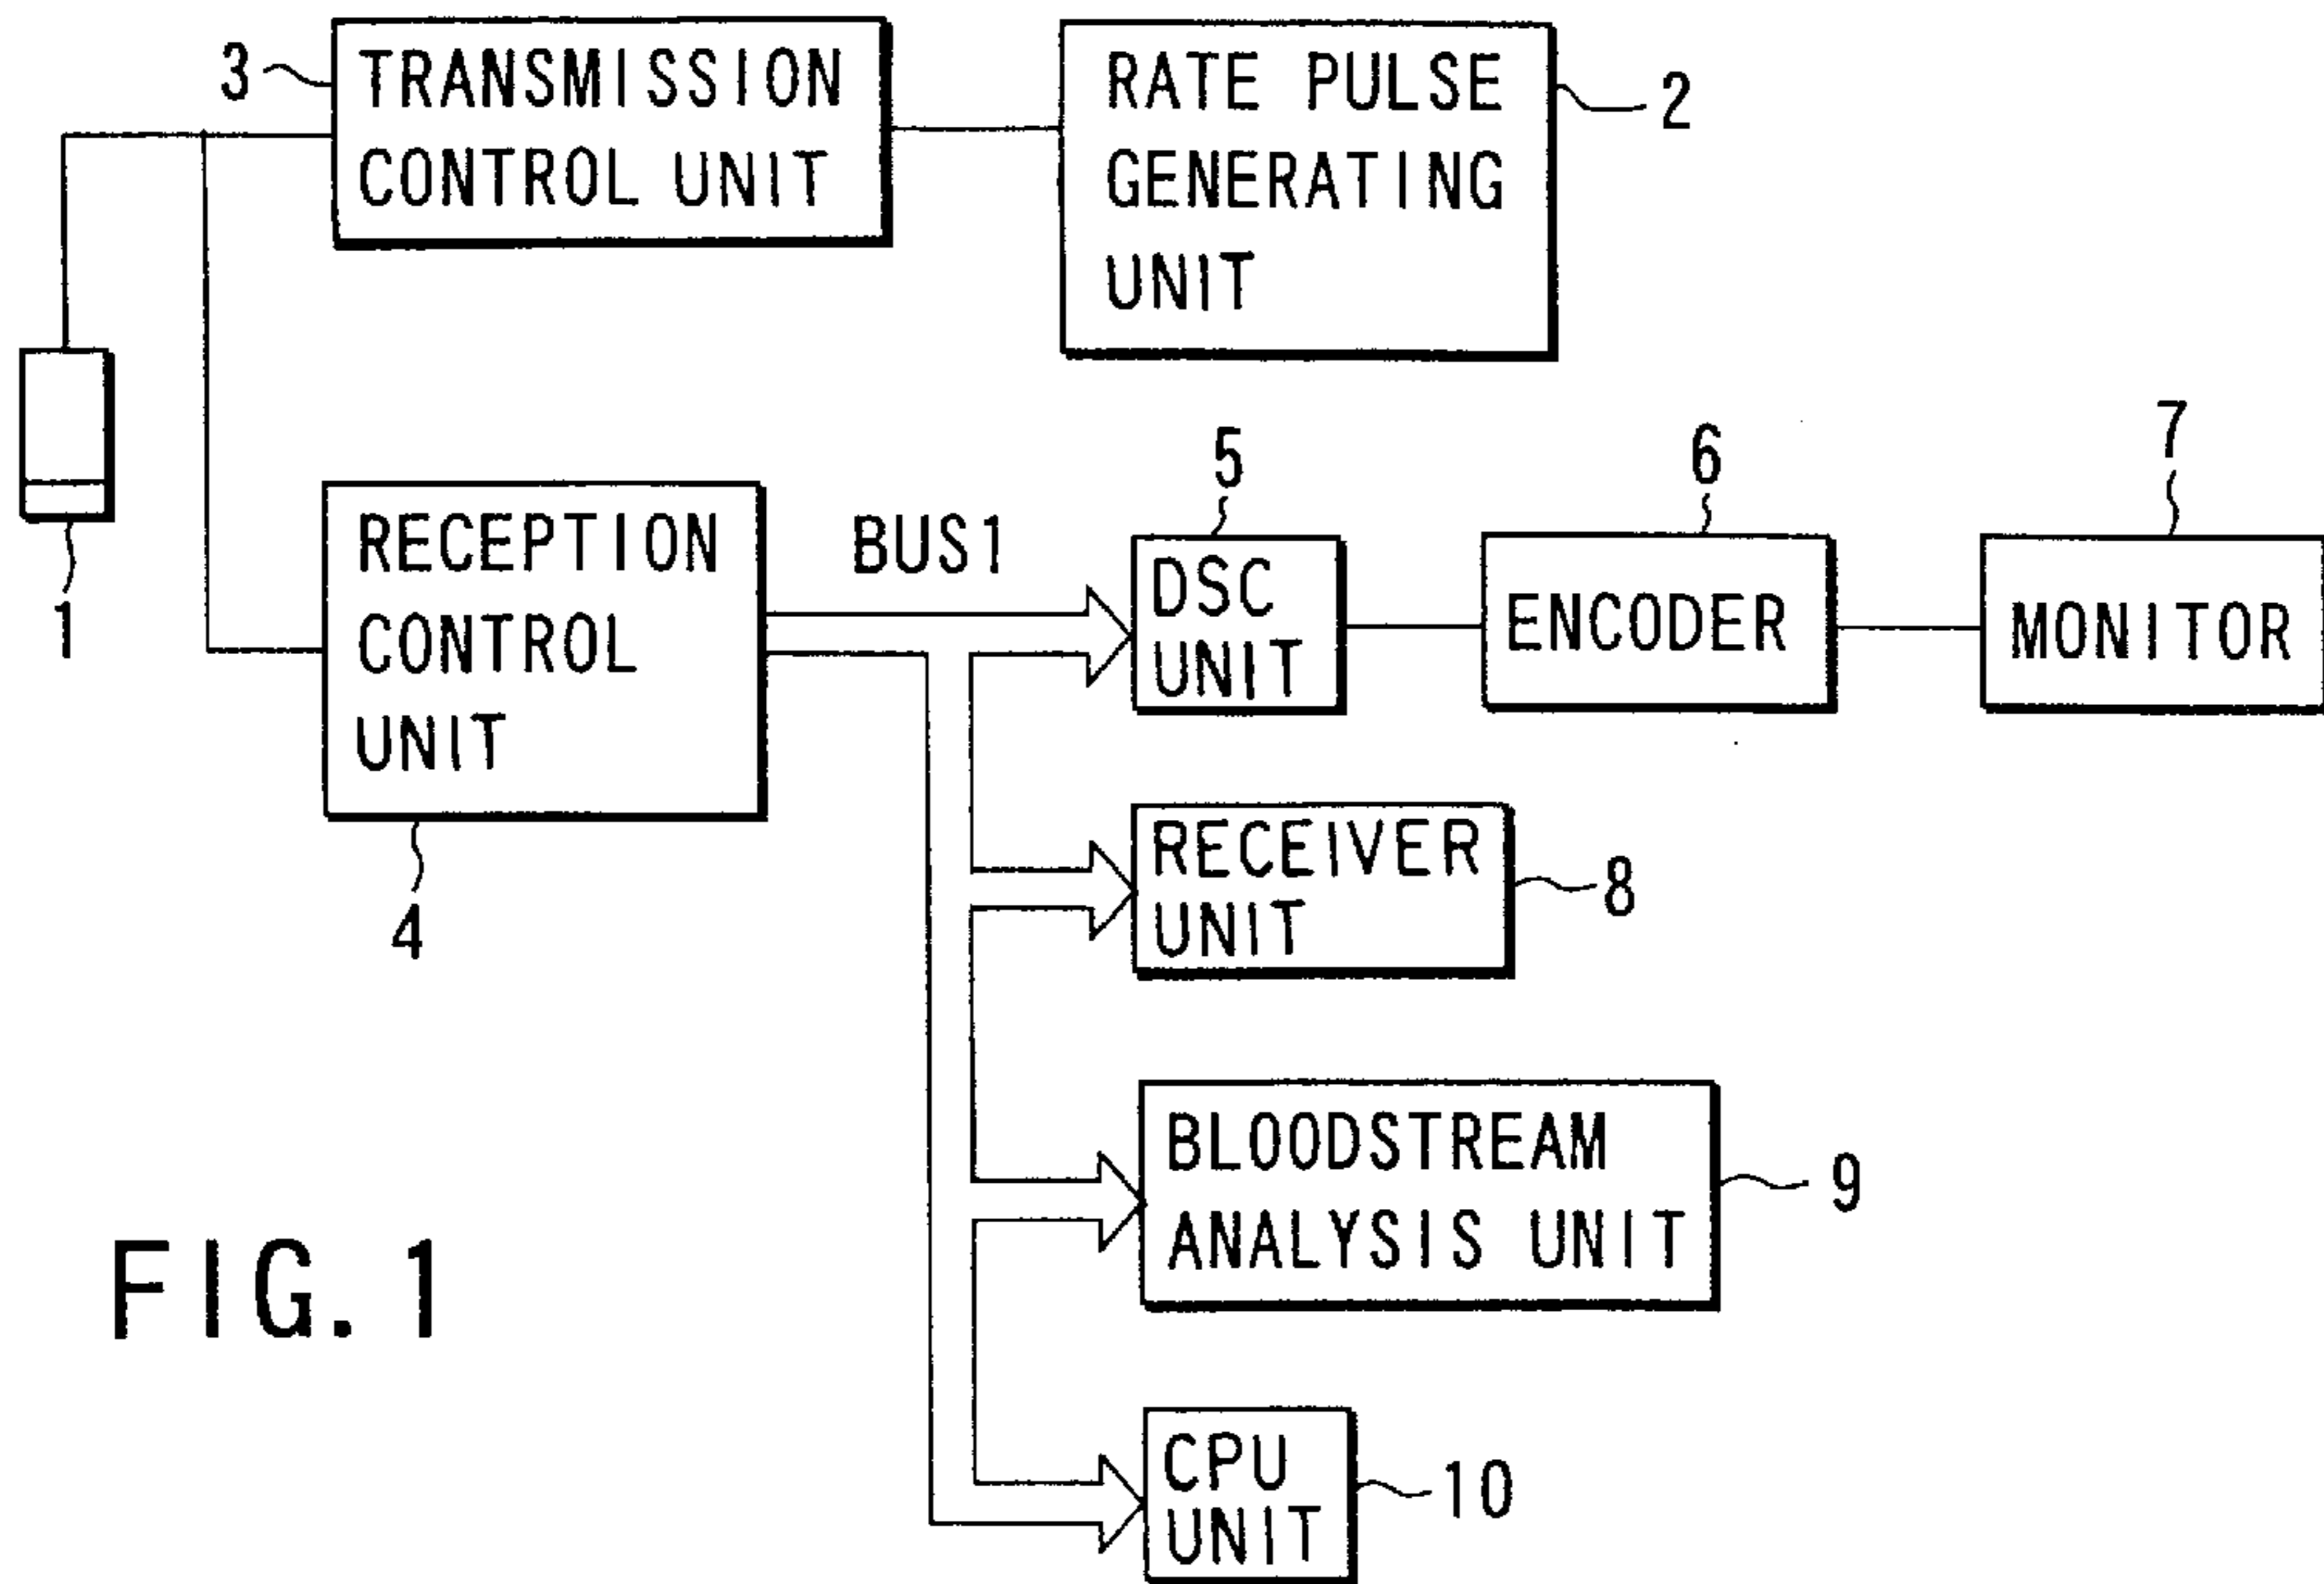 3
TRANSMISSION
CONTROL UNIT
RATE PULSE
GENERATING
UNIT
2
1
RECEPTION
CONTROL
UNIT
4
BUS1
5
DSC
UNIT
6
ENCODER
7
MONITOR
RECEIVER
UNIT
8
BLOODSTREAM
ANALYSIS UNIT
9
CPU
UNIT
10
FIG. 1